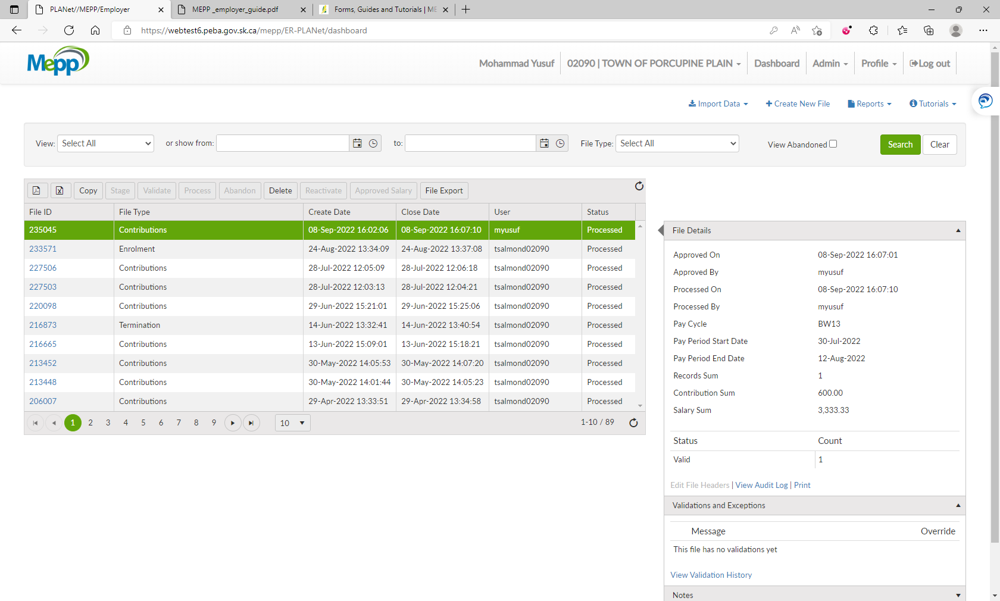 PLANet//MEPP/Employer
MEPP _employer_guide.pdf
Forms, Guides and Tutorials | ME
https://webtest6.peba.gov.sk.ca/mepp/ER-PLANet/dashboard
Mepp
Mohammad Yusuf
02090 | TOWN OF PORCUPINE PLAIN
Dashboard
Admin
Profile
Log out
Import Data
Create New File
Reports
Tutorials
View: Select All or show from: to: File Type: Select All View Abandoned Search Clear
Copy Stage Validate Process Abandon Delete Reactivate Approved Salary File Export
File ID File Type Create Date Close Date User Status
235045 Contributions 08-Sep-2022 16:02:06 08-Sep-2022 16:07:10 myusuf Processed
233571 Enrolment 24-Aug-2022 13:34:09 24-Aug-2022 13:37:08 tsalmond02090 Processed
227506 Contributions 28-Jul-2022 12:05:09 28-Jul-2022 12:06:18 tsalmond02090 Processed
227503 Contributions 28-Jul-2022 12:03:13 28-Jul-2022 12:04:21 tsalmond02090 Processed
220098 Contributions 29-Jun-2022 15:21:01 29-Jun-2022 15:25:06 tsalmond02090 Processed
216873 Termination 14-Jun-2022 13:32:41 14-Jun-2022 13:40:54 tsalmond02090 Processed
216665 Contributions 13-Jun-2022 15:09:01 13-Jun-2022 15:18:21 tsalmond02090 Processed
213452 Contributions 30-May-2022 14:05:53 30-May-2022 14:07:20 tsalmond02090 Processed
213448 Contributions 30-May-2022 14:01:44 30-May-2022 14:05:23 tsalmond02090 Processed
206007 Contributions 29-Apr-2022 13:33:51 29-Apr-2022 13:34:58 tsalmond02090 Processed
1 2 3 4 5 6 7 8 9 10 1-10 / 89
File Details
Approved On 08-Sep-2022 16:07:01
Approved By myusuf
Processed On 08-Sep-2022 16:07:10
Processed By myusuf
Pay Cycle BW13
Pay Period Start Date 30-Jul-2022
Pay Period End Date 12-Aug-2022
Records Sum 1
Contribution Sum 600.00
Salary Sum 3,333.33
Status Count
Valid 1
Edit File Headers | View Audit Log | Print
Validations and Exceptions
Message Override
This file has no validations yet
View Validation History
Notes